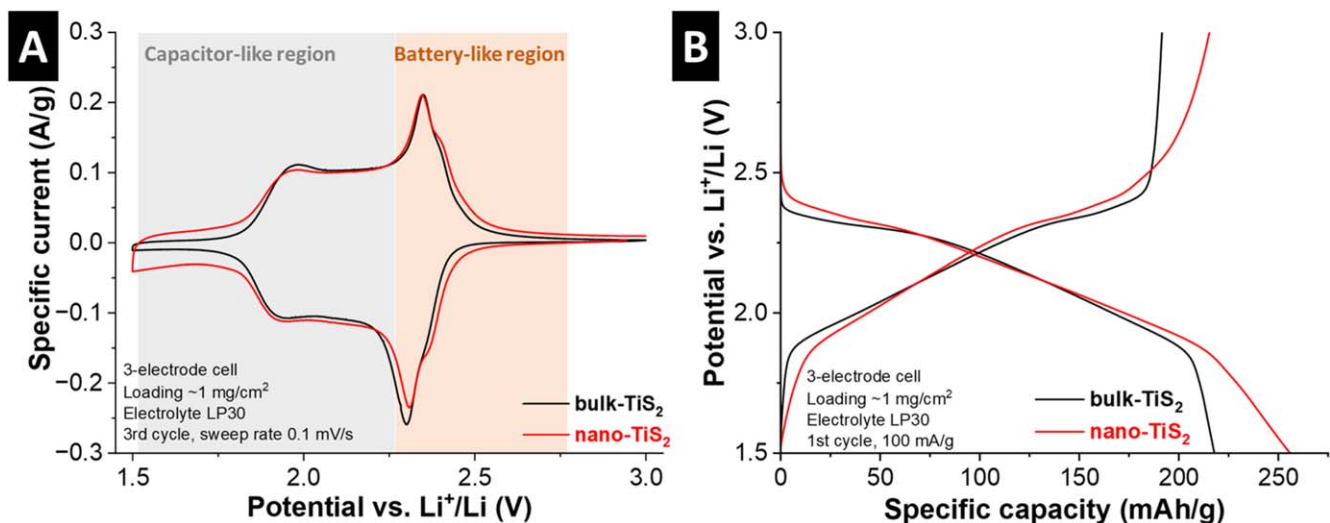 A
Capacitor-like region
Battery-like region
0.3
0.2
0.1
0.0
−0.1
−0.2
−0.3
Specific current (A/g)
3-electrode cell
Loading ~1 mg/cm²
Electrolyte LP30
3rd cycle, sweep rate 0.1 mV/s
bulk-TiS₂
nano-TiS₂
1.5
2.0
2.5
3.0
Potential vs. Li⁺/Li (V)
B
3.0
2.5
2.0
1.5
Potential vs. Li⁺/Li (V)
3-electrode cell
Loading ~1 mg/cm²
Electrolyte LP30
1st cycle, 100 mA/g
bulk-TiS₂
nano-TiS₂
0
50
100
150
200
250
Specific capacity (mAh/g)